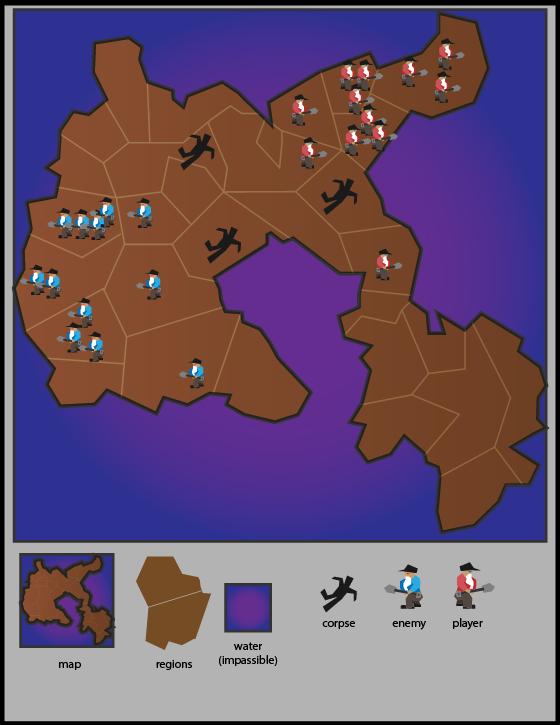 map
regions
water
(impassible)
corpse
enemy
player